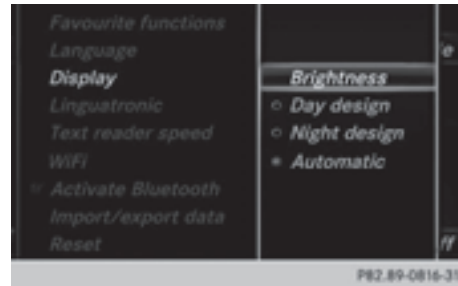 Favourite functions
Language
Display
Linguatronic
Text reader speed
WiFi
Activate Bluetooth
Import/export data
Reset
Brightness
Day design
Night design
Automatic
P82.89-0816-31